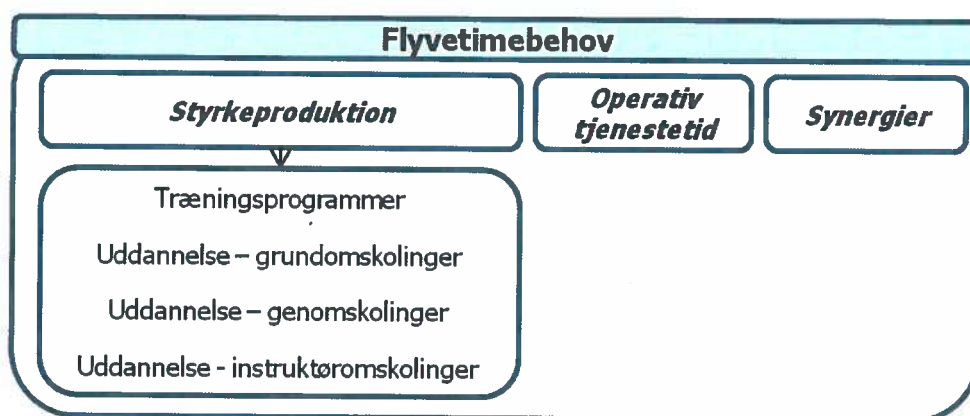 Flyvetimebehov
Styrkeproduktion
Operativ
tjenestetid
Synergier
Træningsprogrammer
Uddannelse – grundomskolinger
Uddannelse – genomskolinger
Uddannelse - instruktøromskolinger